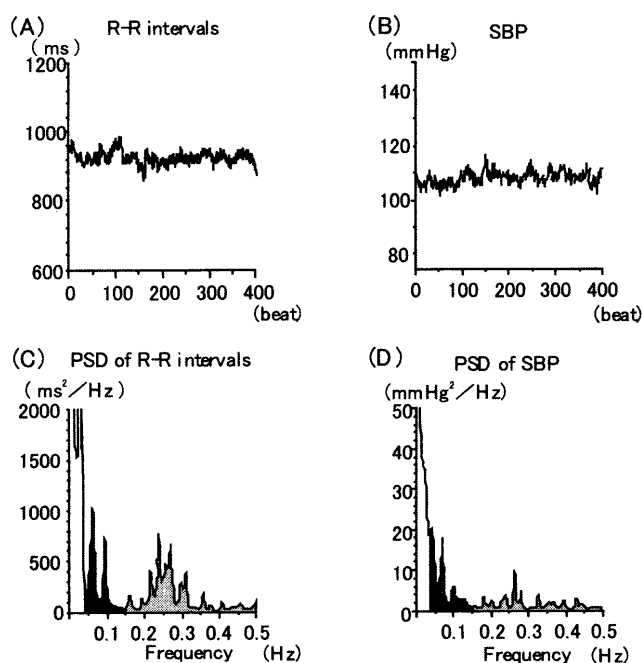 (A) R-R intervals
(ms)
1200
1000
800
600
0 100 200 300 400
(beat)
(B) SBP
(mmHg)
140
120
100
80
0 100 200 300 400
(beat)
(C) PSD of R-R intervals
(ms²/Hz)
2000
1500
1000
500
0
0.1 0.2 0.3 0.4 0.5
Frequency (Hz)
(D) PSD of SBP
(mmHg²/Hz)
50
40
30
20
10
0
0.1 0.2 0.3 0.4 0.5
Frequency (Hz)